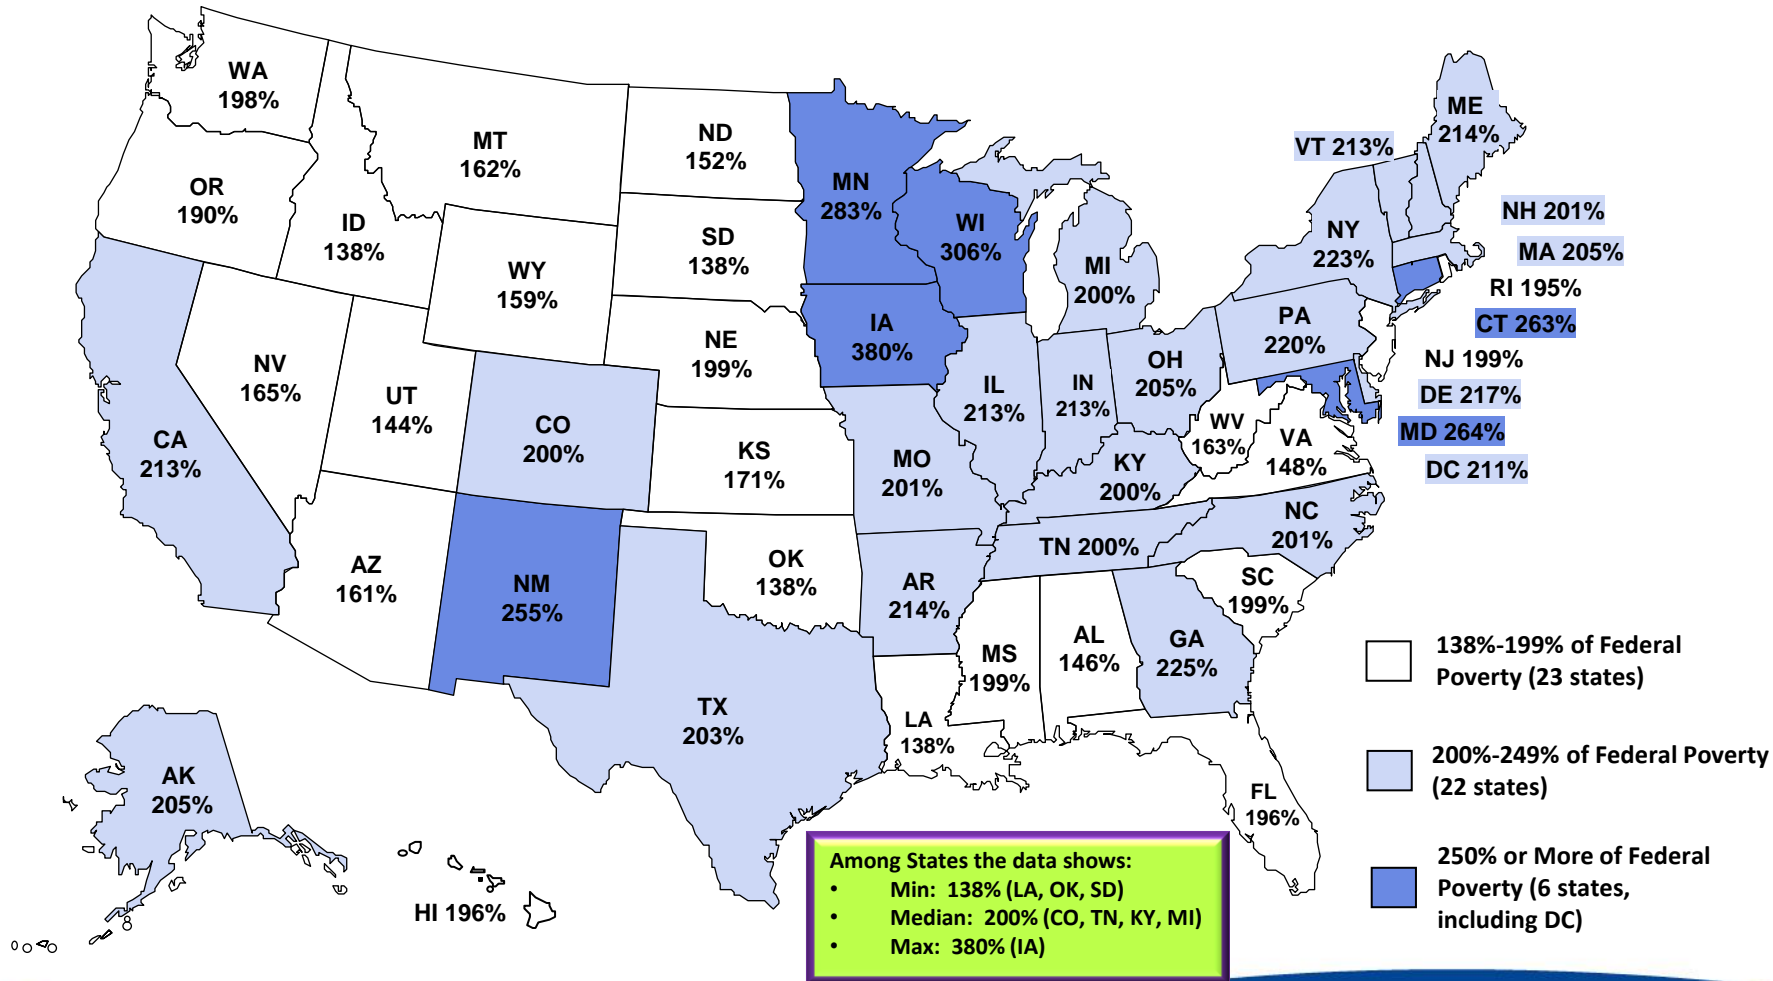 WA
198%
MT
162%
ND
152%
OR
190%
ID
138%
SD
138%
WY
159%
MN
283%
WI
306%
MI
200%
IA
380%
NE
199%
NV
165%
UT
144%
CA
213%
CO
200%
KS
171%
MO
201%
IL
213%
IN
213%
OH
205%
KY
200%
WV
163%
VA
148%
PA
220%
NY
223%
ME
214%
VT 213%
NH 201%
MA 205%
RI 195%
CT 263%
NJ 199%
DE 217%
MD 264%
DC 211%
AZ
161%
NM
255%
OK
138%
AR
214%
TN 200%
NC
201%
SC
199%
TX
203%
LA
138%
MS
199%
AL
146%
GA
225%
FL
196%
AK
205%
HI 196%
138%-199% of Federal
Poverty (23 states)
200%-249% of Federal Poverty
(22 states)
250% or More of Federal
Poverty (6 states,
including DC)
Among States the data shows:
• Min: 138% (LA, OK, SD)
• Median: 200% (CO, TN, KY, MI)
• Max: 380% (IA)